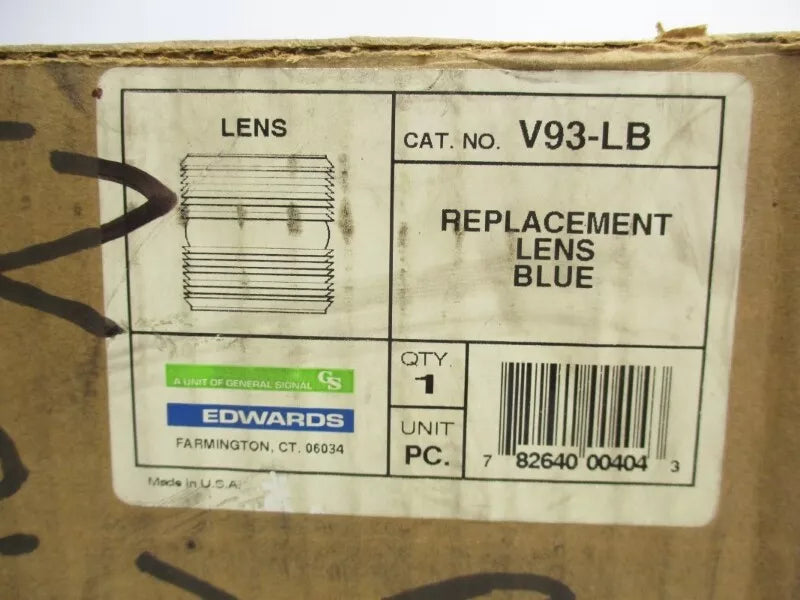 LENS
CAT. NO. V93-LB
REPLACEMENT
LENS
BLUE
A UNIT OF GENERAL SIGNAL GS
EDWARDS
FARMINGTON, CT. 06034
Made in U.S.A.
QTY.
1
UNIT
PC.
7 82640 00404 3